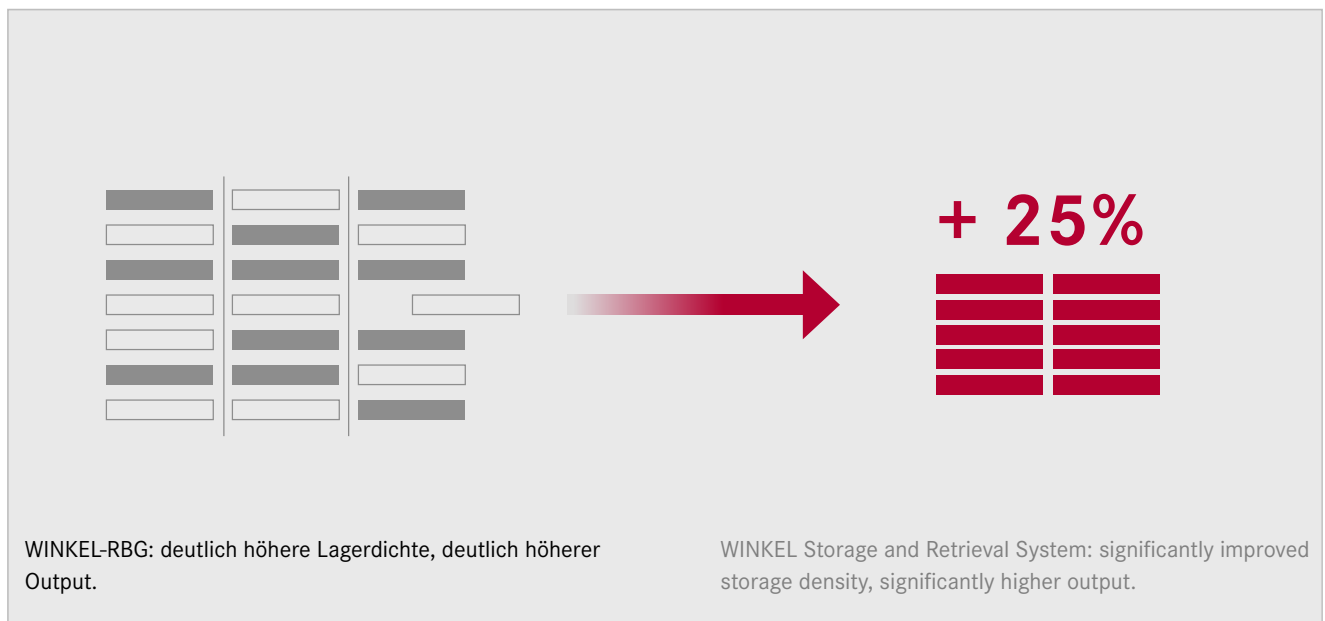 + 25%
WINKEL-RBG: deutlich höhere Lagerdichte, deutlich höherer
Output.
WINKEL Storage and Retrieval System: significantly improved
storage density, significantly higher output.